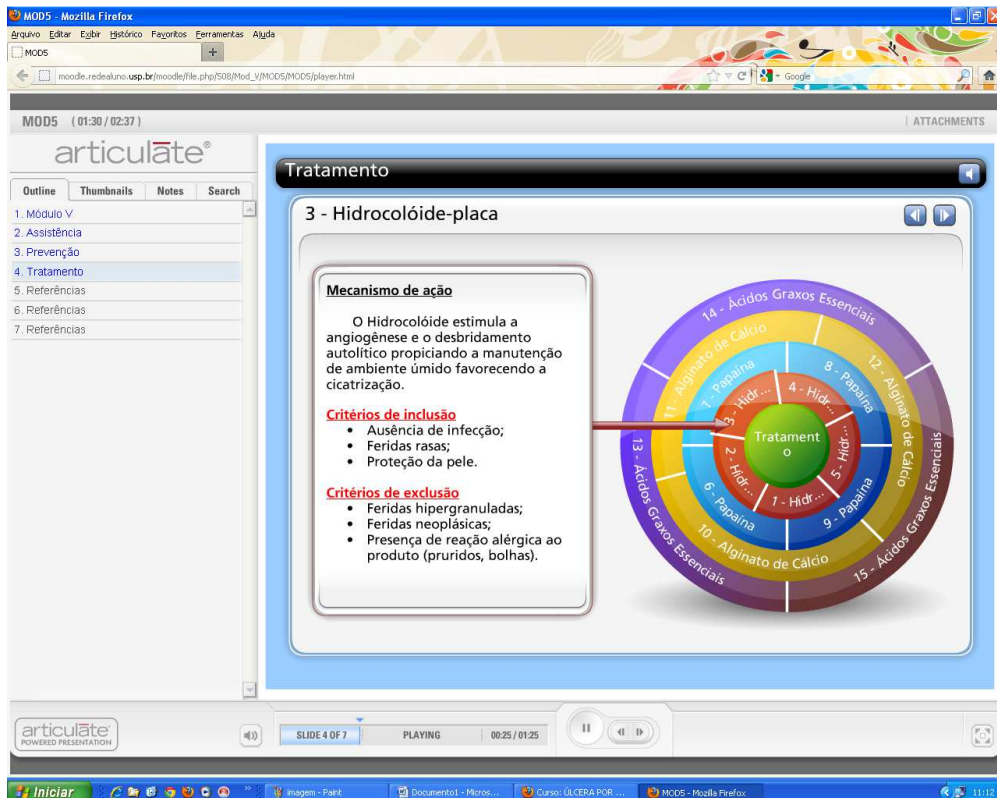 MOD5 - Mozilla Firefox
Arquivo Editar Exibir Histórico Favoritos Ferramentas Ajuda
MOD5
moodle.redealuno.usp.br/moodle/file.php/508/Mod_V/MOD5/MOD5/player.html
Google
MOD5 ( 01:30 / 02:37 )
ATTACHMENTS
articulate®
Outline Thumbnails Notes Search
1. Módulo V
2. Assistência
3. Prevenção
4. Tratamento
5. Referências
6. Referências
7. Referências
Tratamento
3 - Hidrocolóide-placa
Mecanismo de ação
O Hidrocolóide estimula a
angiogênese e o desbridamento
autolítico propiciando a manutenção
de ambiente úmido favorecendo a
cicatrização.
Critérios de inclusão
• Ausência de infecção;
• Feridas rasas;
• Proteção da pele.
Critérios de exclusão
• Feridas hipergranuladas;
• Feridas neoplásicas;
• Presença de reação alérgica ao
produto (pruridos, bolhas).
Tratament
o
1 - Hidr...
2 - Hidr...
3 - Hidr...
4 - Hidr...
5 - Hidr...
6 - Papaína
7 - Papaína
8 - Papaína
9 - Papaína
10 - Alginato de Cálcio
11 - Alginato de Cálcio
12 - Alginato de Cálcio
13 - Ácidos Graxos Essenciais
14 - Ácidos Graxos Essenciais
15 - Ácidos Graxos Essenciais
articulate®
POWERED PRESENTATION
SLIDE 4 OF 7 PLAYING 00:25 / 01:25
Iniciar
imagem - Paint
Documento1 - Micros...
Curso: ÚLCERA POR ...
MOD5 - Mozilla Firefox
11:12